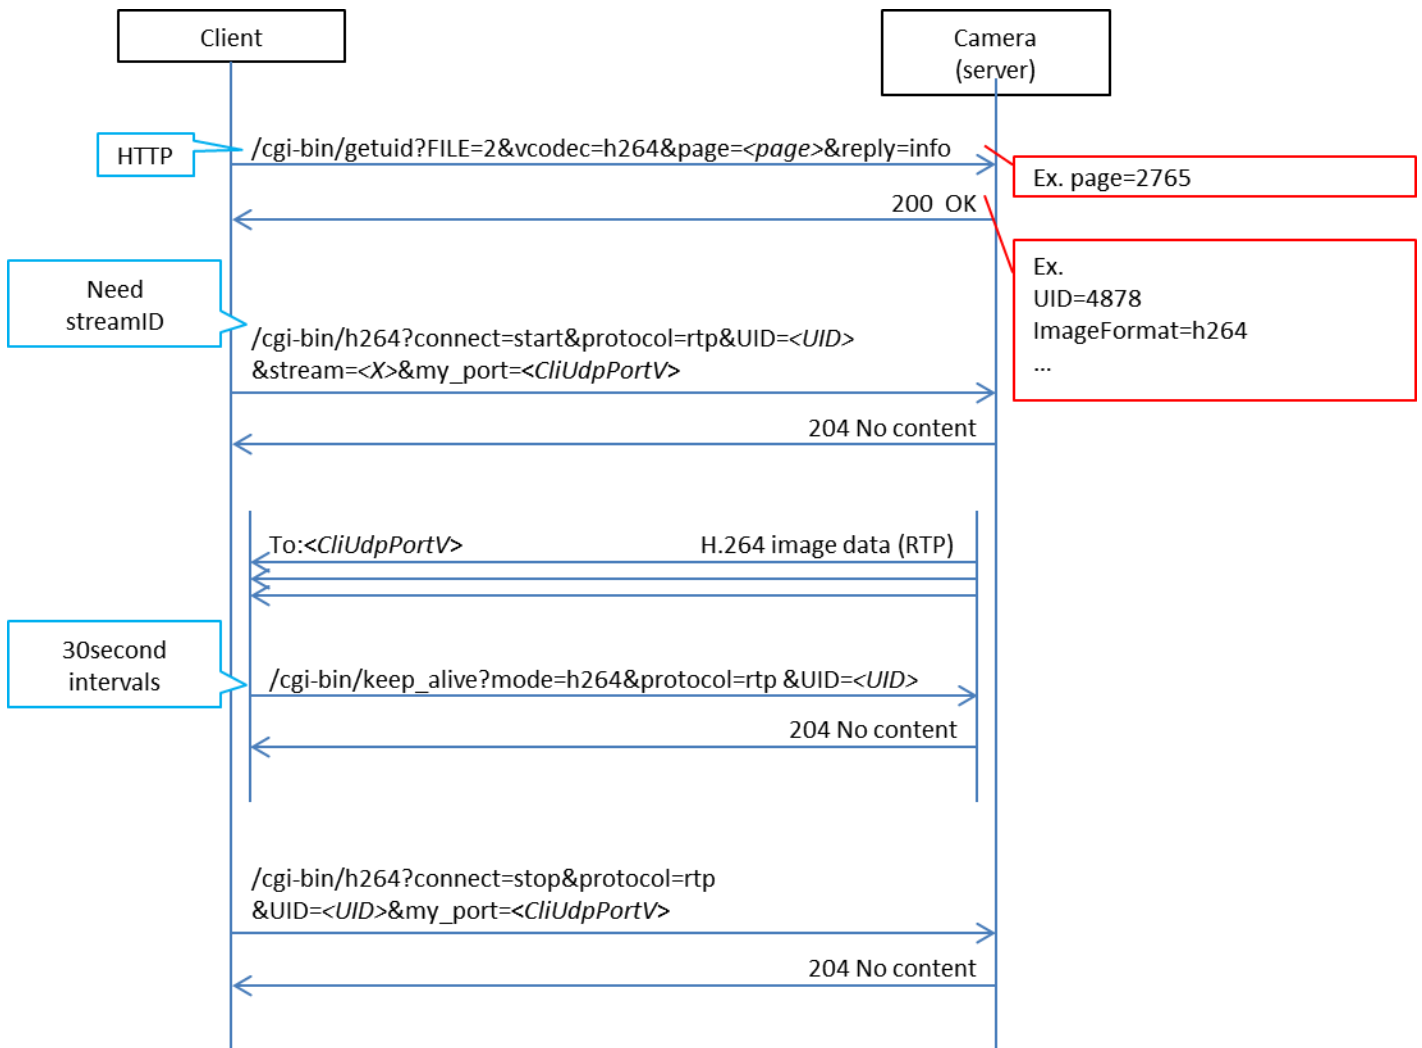 Client
Camera
(server)
HTTP
/cgi-bin/getuid?FILE=2&vcodec=h264&page=<page>&reply=info
Ex. page=2765
200  OK
Ex.
UID=4878
ImageFormat=h264
...
Need
streamID
/cgi-bin/h264?connect=start&protocol=rtp&UID=<UID>
&stream=<X>&my_port=<CliUdpPortV>
204 No content
To:<CliUdpPortV>
H.264 image data (RTP)
30second
intervals
/cgi-bin/keep_alive?mode=h264&protocol=rtp &UID=<UID>
204 No content
/cgi-bin/h264?connect=stop&protocol=rtp
&UID=<UID>&my_port=<CliUdpPortV>
204 No content